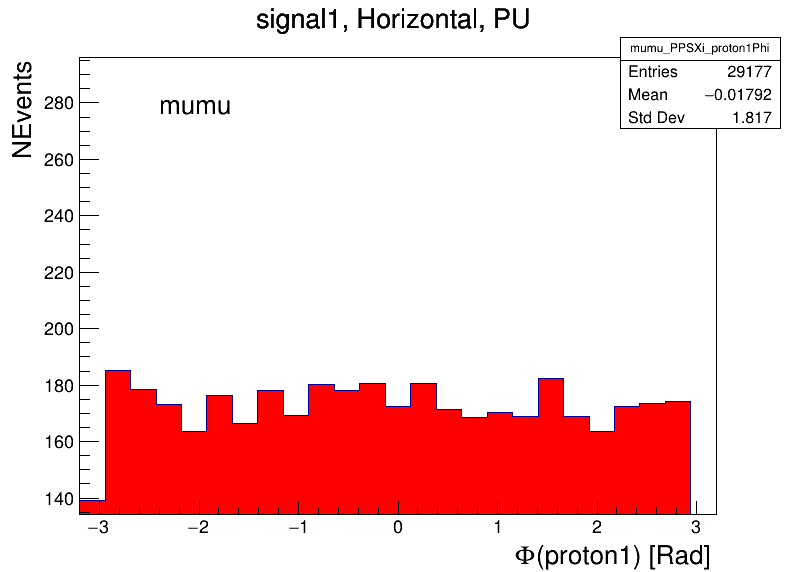 signal1, Horizontal, PU
mumu_PPSXi_proton1Phi
Entries 29177
Mean −0.01792
Std Dev 1.817
NEvents
mumu
280
260
240
220
200
180
160
140
−3 −2 −1 0 1 2 3
Φ(proton1) [Rad]